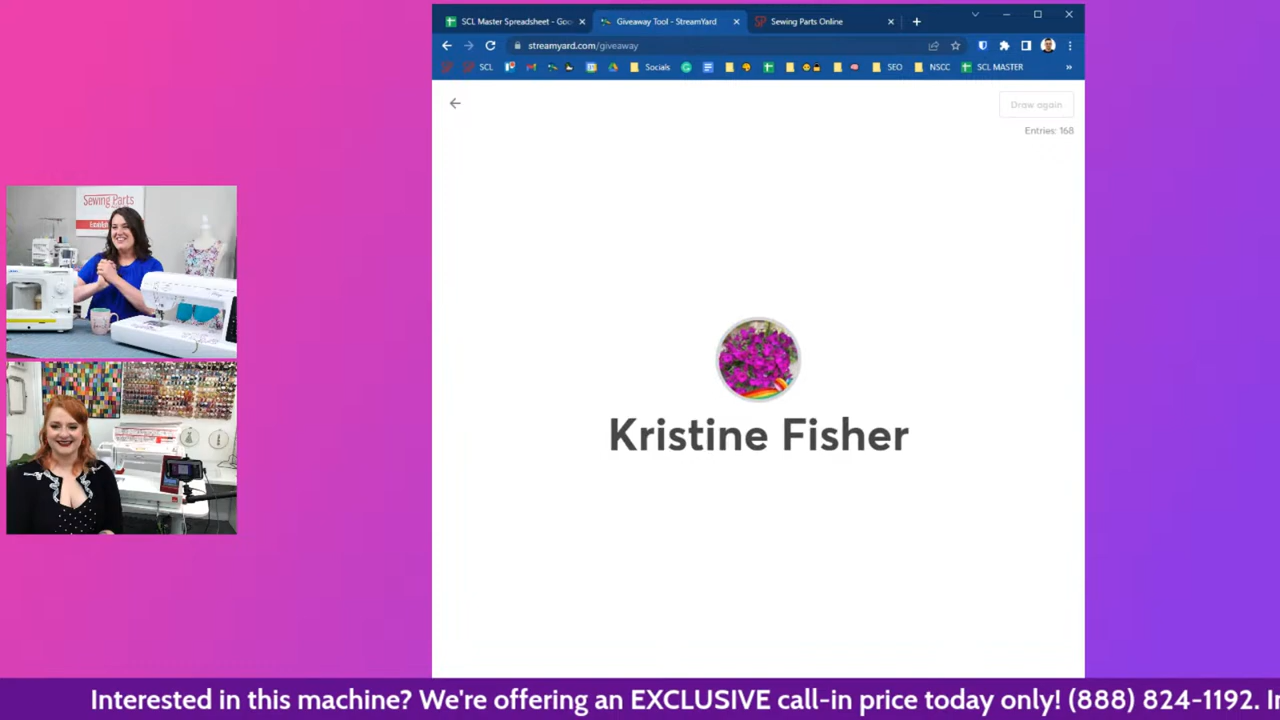 SCL Master Spreadsheet - Goo
Giveaway Tool - StreamYard
Sewing Parts Online
streamyard.com/giveaway
SCL
Socials
SEO
NSCC
SCL MASTER
Draw again
Entries: 168
Sewing Parts
Kristine Fisher
Interested in this machine? We're offering an EXCLUSIVE call-in price today only! (888) 824-1192. I